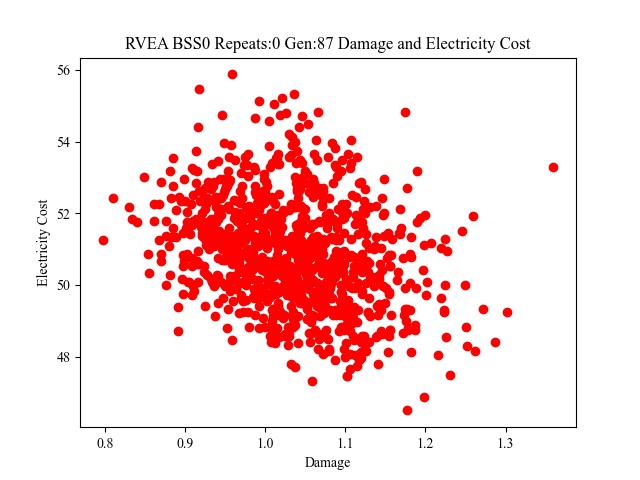 RVEA BSS0 Repeats:0 Gen:87 Damage and Electricity Cost
56
54
52
50
48
Electricity Cost
0.8 0.9 1.0 1.1 1.2 1.3
Damage